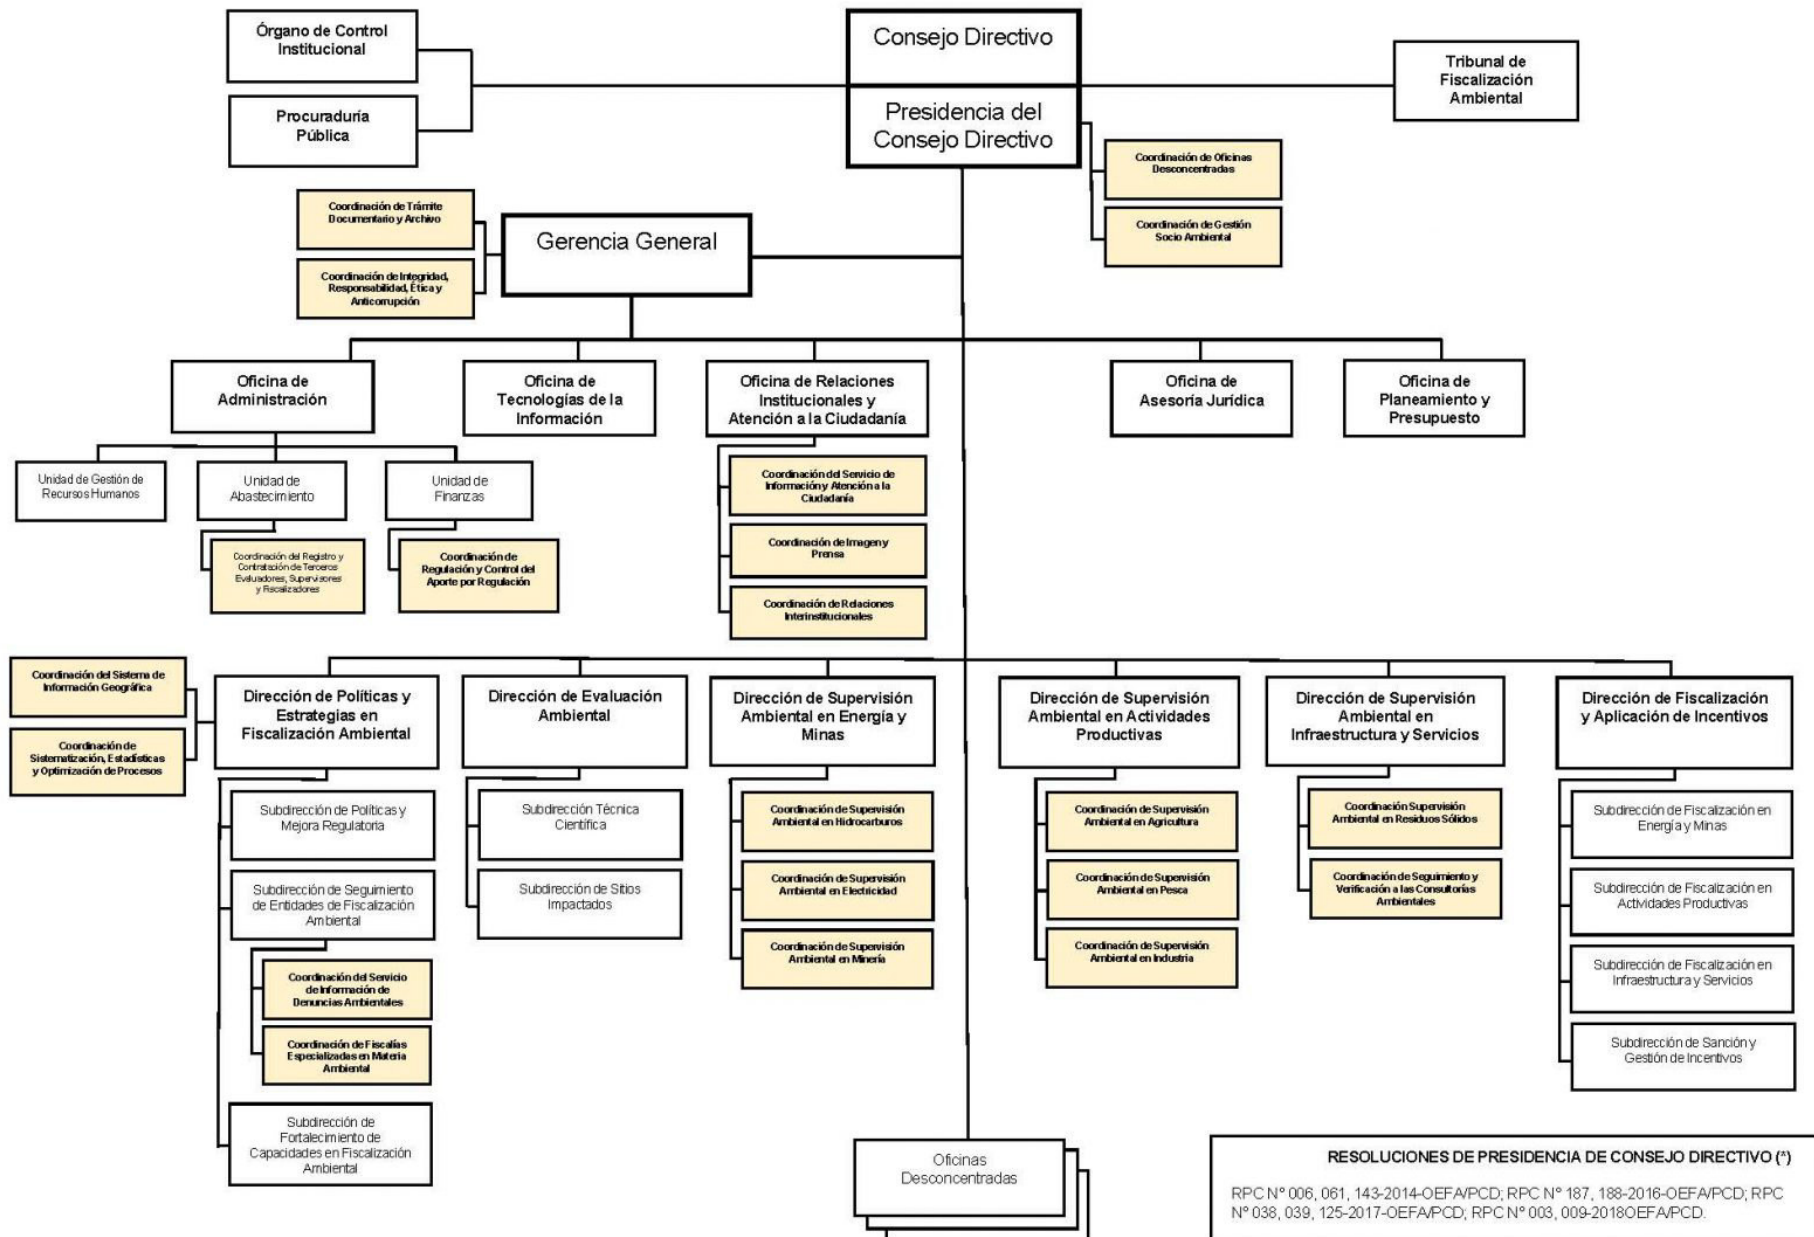 Órgano de Control
Institucional
Procuraduría
Pública
Consejo Directivo
Presidencia del
Consejo Directivo
Tribunal de
Fiscalización
Ambiental
Coordinación de Oficinas
Desconcentradas
Coordinación de Gestión
Socio Ambiental
Coordinación de Trámite
Documentario y Archivo
Coordinación de Integridad,
Responsabilidad, Ética y
Anticorrupción
Gerencia General
Oficina de
Administración
Oficina de
Tecnologías de la
Información
Oficina de Relaciones
Institucionales y
Atención a la Ciudadanía
Oficina de
Asesoría Jurídica
Oficina de
Planeamiento y
Presupuesto
Unidad de Gestión de
Recursos Humanos
Unidad de
Abastecimiento
Unidad de
Finanzas
Coordinación del Registro y
Contratación de Terceros
Evaluadores, Supervisores
y Fiscalizadores
Coordinación de
Regulación y Control del
Aporte por Regulación
Coordinación del Servicio de
Información y Atención a la
Ciudadanía
Coordinación de Imagen y
Prensa
Coordinación de Relaciones
Interinstitucionales
Coordinación del Sistema de
Información Geográfica
Coordinación de
Sistematización, Estadísticas
y Optimización de Procesos
Dirección de Políticas y
Estrategias en
Fiscalización Ambiental
Dirección de Evaluación
Ambiental
Dirección de Supervisión
Ambiental en Energía y
Minas
Dirección de Supervisión
Ambiental en Actividades
Productivas
Dirección de Supervisión
Ambiental en
Infraestructura y Servicios
Dirección de Fiscalización
y Aplicación de Incentivos
Subdirección de Políticas y
Mejora Regulatoria
Subdirección de Seguimiento
de Entidades de Fiscalización
Ambiental
Coordinación del Servicio
de Información de
Denuncias Ambientales
Coordinación de Fiscalías
Especializadas en Materia
Ambiental
Subdirección de
Fortalecimiento de
Capacidades en Fiscalización
Ambiental
Subdirección Técnica
Científica
Subdirección de Sitios
Impactados
Coordinación de Supervisión
Ambiental en Hidrocarburos
Coordinación de Supervisión
Ambiental en Electricidad
Coordinación de Supervisión
Ambiental en Minería
Coordinación de Supervisión
Ambiental en Agricultura
Coordinación de Supervisión
Ambiental en Pesca
Coordinación de Supervisión
Ambiental en Industria
Coordinación Supervisión
Ambiental en Residuos Sólidos
Coordinación de Seguimiento y
Verificación a las Consultorías
Ambientales
Subdirección de Fiscalización en
Energía y Minas
Subdirección de Fiscalización en
Actividades Productivas
Subdirección de Fiscalización en
Infraestructura y Servicios
Subdirección de Sanción y
Gestión de Incentivos
Oficinas
Desconcentradas
RESOLUCIONES DE PRESIDENCIA DE CONSEJO DIRECTIVO (*)
RPC N° 006, 061, 143-2014-OEFA/PCD; RPC N° 187, 188-2016-OEFA/PCD; RPC
N° 038, 039, 125-2017-OEFA/PCD; RPC N° 003, 009-2018OEFA/PCD.